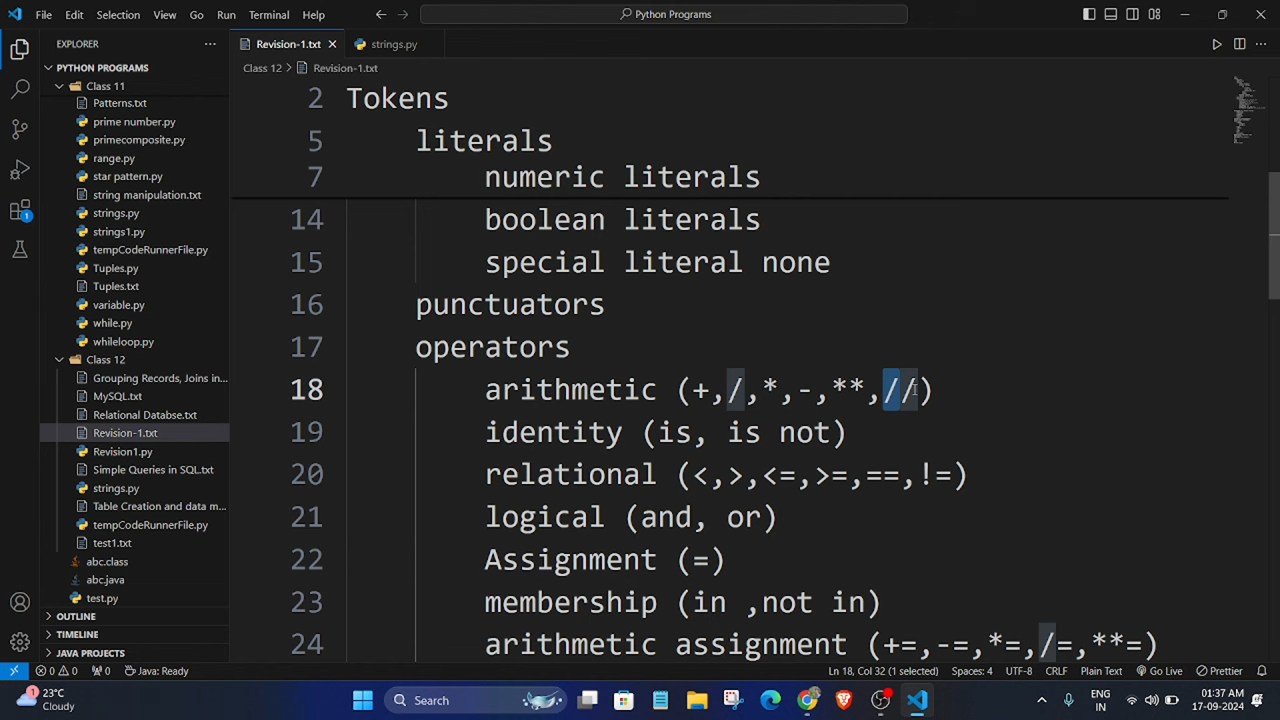 File Edit Selection View Go Run Terminal Help
Python Programs
EXPLORER
Revision-1.txt
strings.py
PYTHON PROGRAMS
Class 12 > Revision-1.txt
Class 11
Patterns.txt
prime number.py
primecomposite.py
range.py
star pattern.py
string manipulation.txt
strings.py
strings1.py
tempCodeRunnerFile.py
Tuples.py
Tuples.txt
variable.py
while.py
whileloop.py
Class 12
Grouping Records, Joins in...
MySQL.txt
Relational Databse.txt
Revision-1.txt
Revision1.py
Simple Queries in SQL.txt
strings.py
Table Creation and data m...
tempCodeRunnerFile.py
test1.txt
abc.class
abc.java
test.py
OUTLINE
TIMELINE
JAVA PROJECTS
2 Tokens
5 literals
7 numeric literals
14 boolean literals
15 special literal none
16 punctuators
17 operators
18 arithmetic (+,/,*,-,**,//)
19 identity (is, is not)
20 relational (<,>,<=,>=,==,!=)
21 logical (and, or)
22 Assignment (=)
23 membership (in ,not in)
24 arithmetic assignment (+=,-=,*=,/=,**=)
1
0 0 0 Java: Ready
Ln 18, Col 32 (1 selected) Spaces: 4 UTF-8 CRLF Plain Text Go Live Prettier
1
23°C
Cloudy
Search
ENG
IN
01:37 AM
17-09-2024